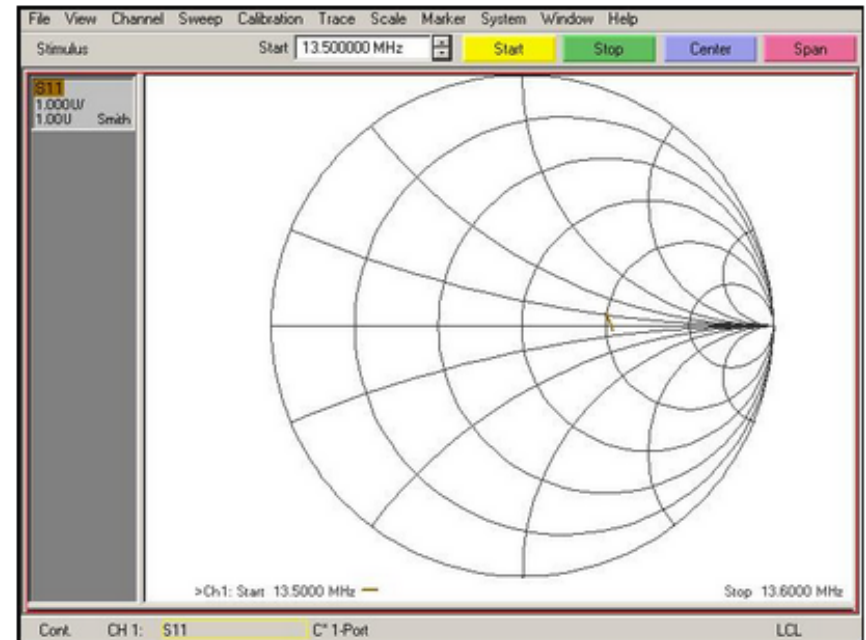 File View Channel Sweep Calibration Trace Scale Marker System Window Help
Stimulus Start 13.500000 MHz Start Stop Center Span
S11
1.000U/
1.00U Smith
>Ch1: Start 13.5000 MHz Stop 13.6000 MHz
Cont. CH 1: S11 C* 1-Port LCL